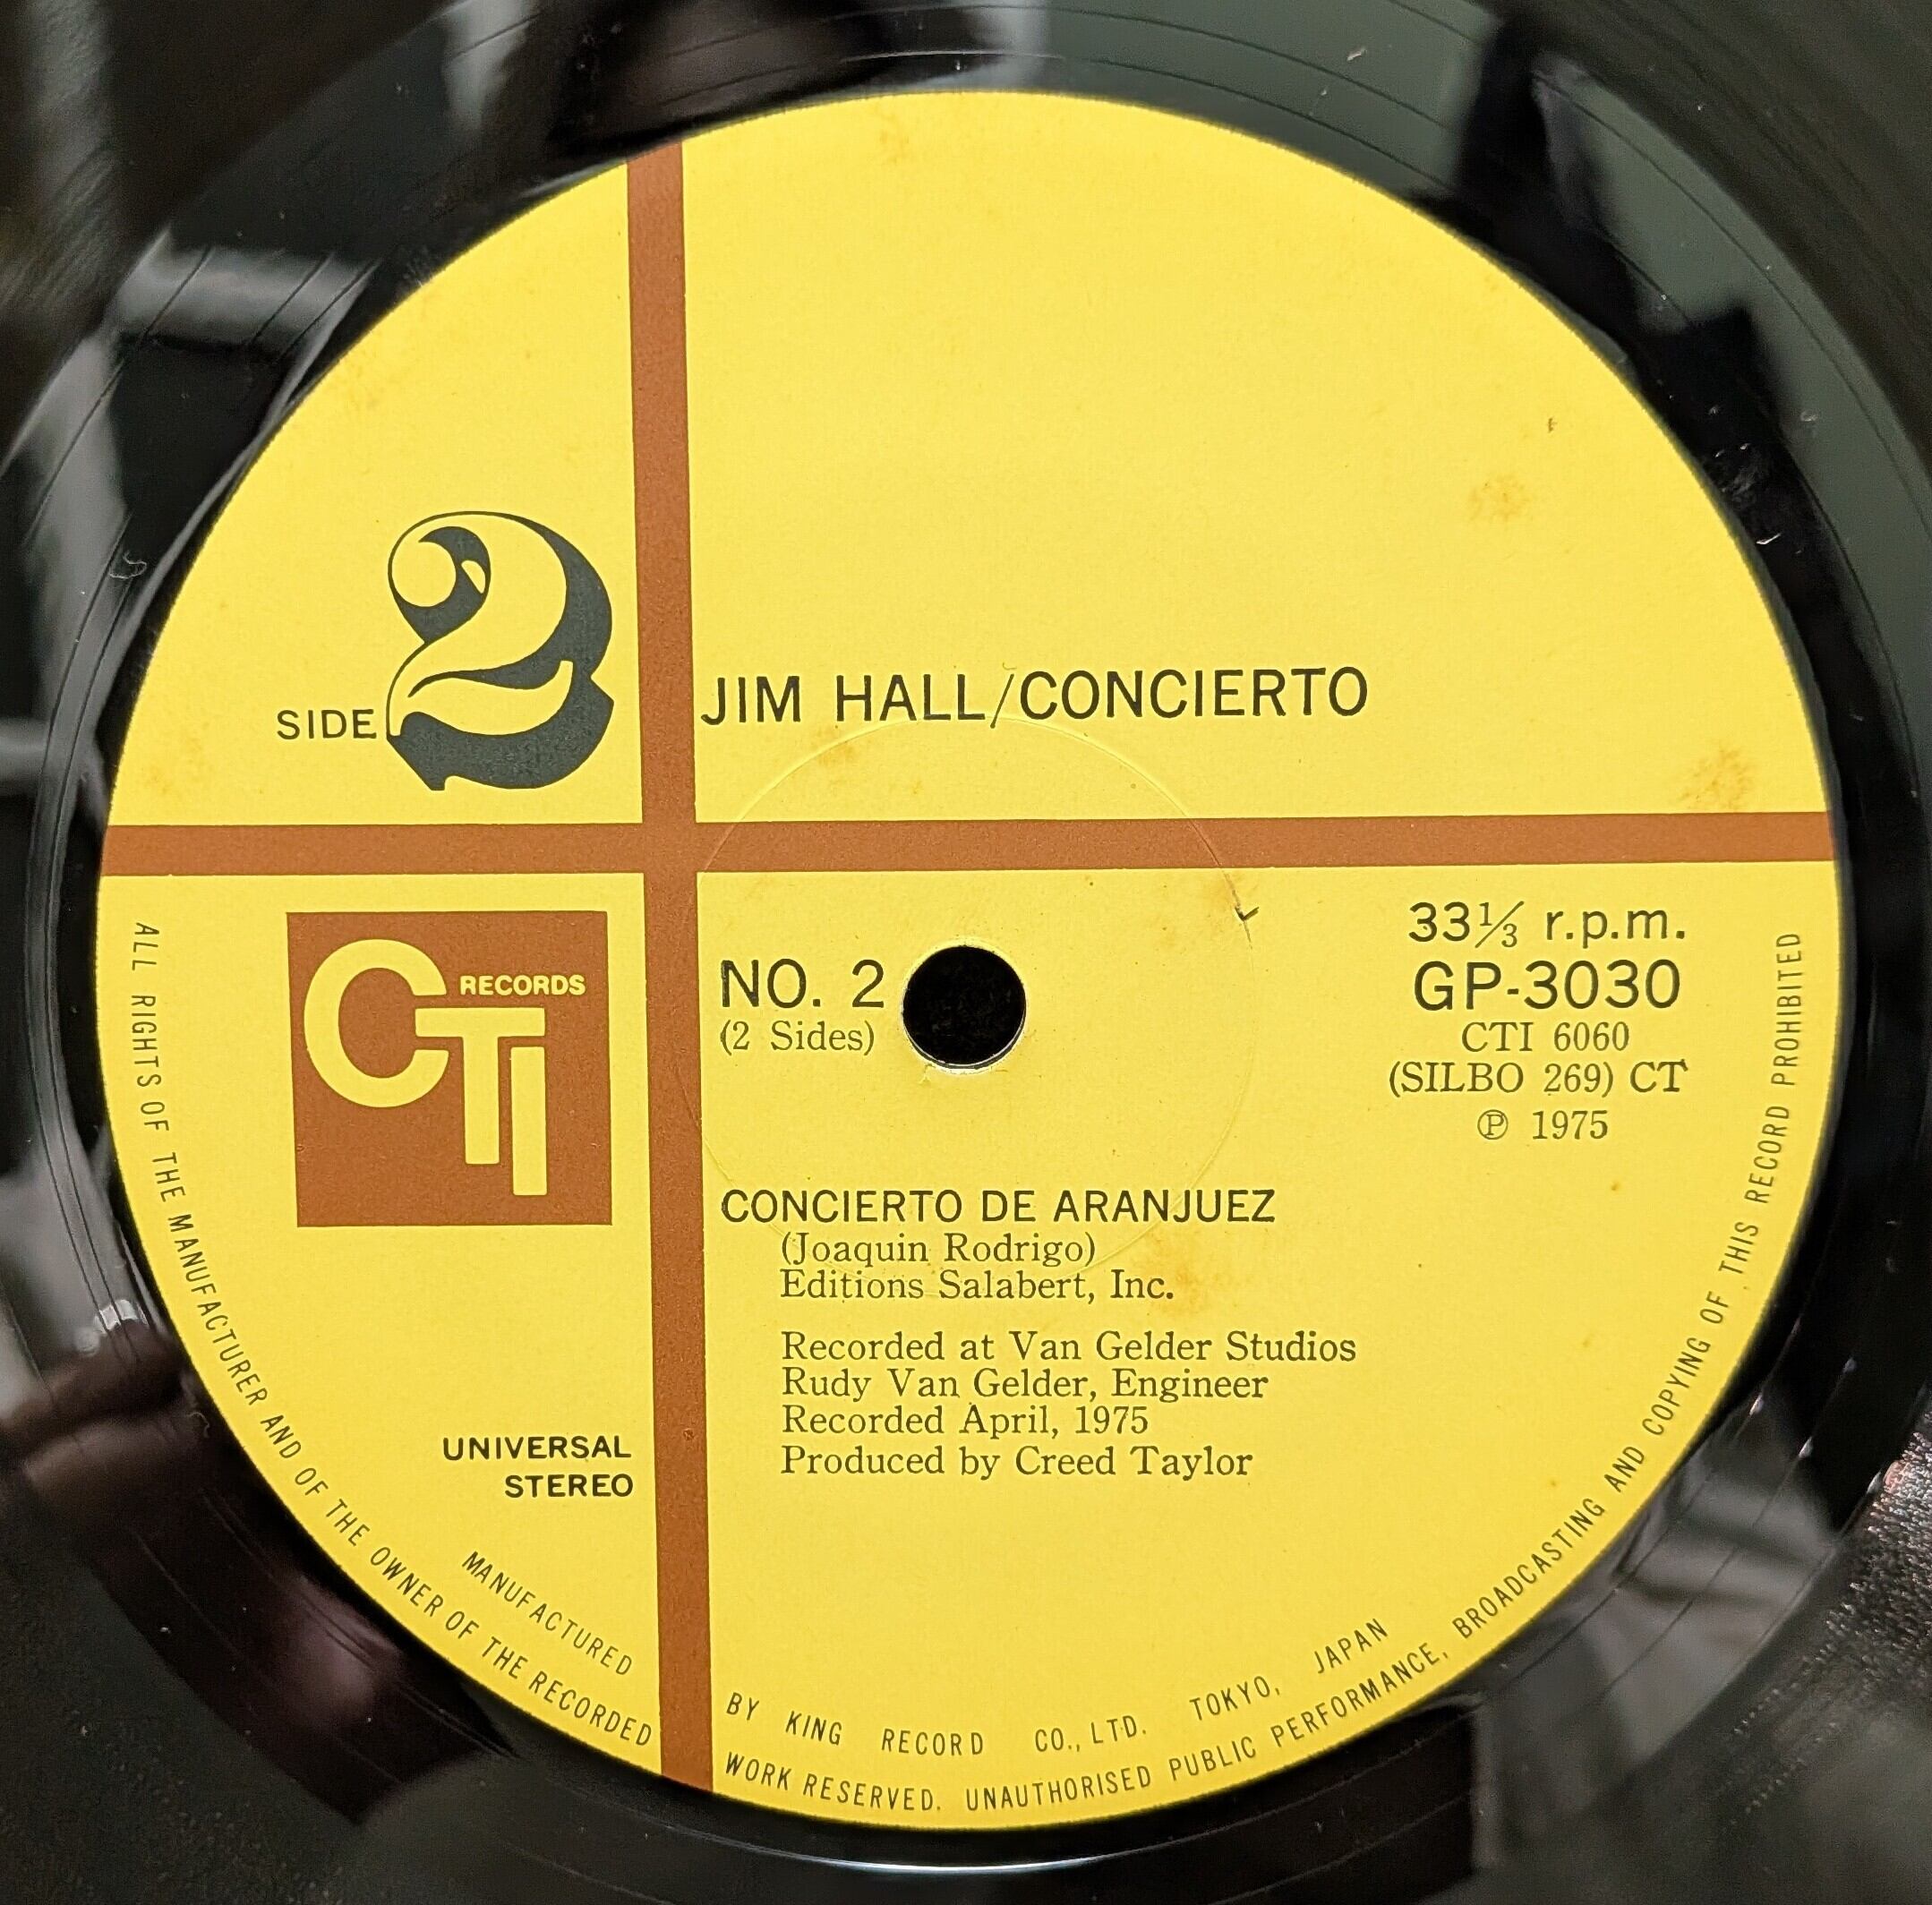 SIDE 2
JIM HALL/CONCIERTO
CTI RECORDS
NO. 2
(2 Sides)
33⅓ r.p.m.
GP-3030
CTI 6060
(SILBO 269) CT
℗ 1975
CONCIERTO DE ARANJUEZ
(Joaquin Rodrigo)
Editions Salabert, Inc.
Recorded at Van Gelder Studios
Rudy Van Gelder, Engineer
Recorded April, 1975
Produced by Creed Taylor
UNIVERSAL
STEREO
MANUFACTURED BY KING RECORD CO., LTD. TOKYO, JAPAN
ALL RIGHTS OF THE MANUFACTURER AND OF THE OWNER OF THE RECORDED WORK RESERVED. UNAUTHORISED PUBLIC PERFORMANCE, BROADCASTING AND COPYING OF THIS RECORD PROHIBITED